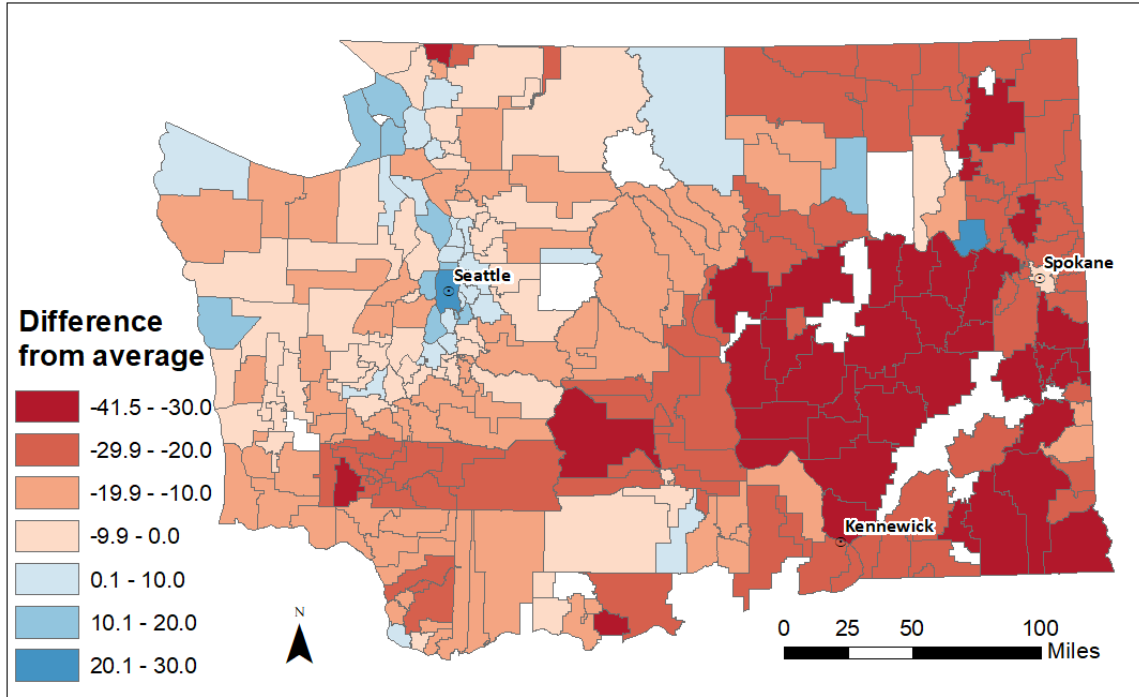 Seattle
Spokane
Kennewick
Difference
from average
-41.5 - -30.0
-29.9 - -20.0
-19.9 - -10.0
-9.9 - 0.0
0.1 - 10.0
10.1 - 20.0
20.1 - 30.0
N
0 25 50 100
Miles